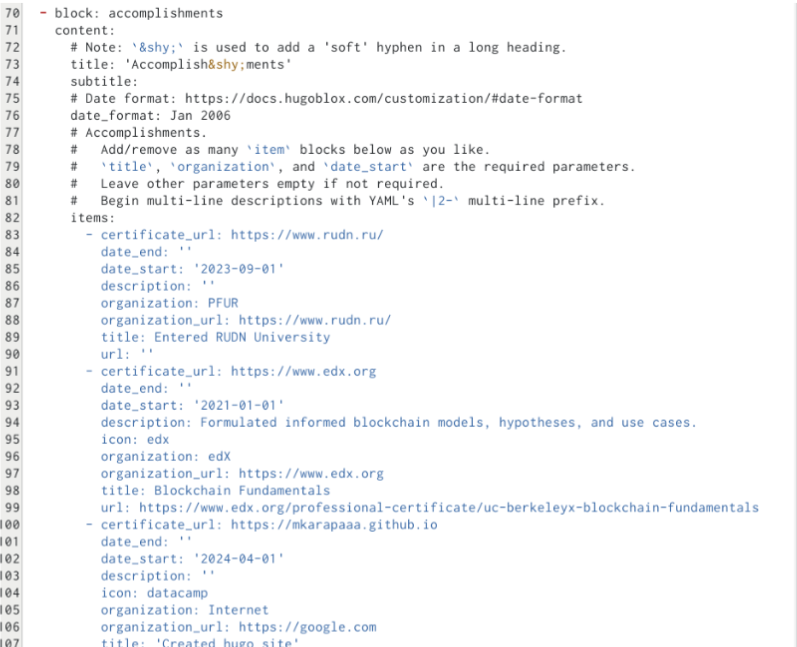 70 - block: accomplishments
71 content:
72 # Note: `&shy;` is used to add a 'soft' hyphen in a long heading.
73 title: 'Accomplish&shy;ments'
74 subtitle:
75 # Date format: https://docs.hugoblox.com/customization/#date-format
76 date_format: Jan 2006
77 # Accomplishments.
78 #   Add/remove as many `item` blocks below as you like.
79 #   `title`, `organization`, and `date_start` are the required parameters.
80 #   Leave other parameters empty if not required.
81 #   Begin multi-line descriptions with YAML's `|2-` multi-line prefix.
82 items:
83 - certificate_url: https://www.rudn.ru/
84 date_end: ''
85 date_start: '2023-09-01'
86 description: ''
87 organization: PFUR
88 organization_url: https://www.rudn.ru/
89 title: Entered RUDN University
90 url: ''
91 - certificate_url: https://www.edx.org
92 date_end: ''
93 date_start: '2021-01-01'
94 description: Formulated informed blockchain models, hypotheses, and use cases.
95 icon: edx
96 organization: edX
97 organization_url: https://www.edx.org
98 title: Blockchain Fundamentals
99 url: https://www.edx.org/professional-certificate/uc-berkeleyx-blockchain-fundamentals
100 - certificate_url: https://mkarapaaa.github.io
101 date_end: ''
102 date_start: '2024-04-01'
103 description: ''
104 icon: datacamp
105 organization: Internet
106 organization_url: https://google.com
107 title: 'Created hugo site'